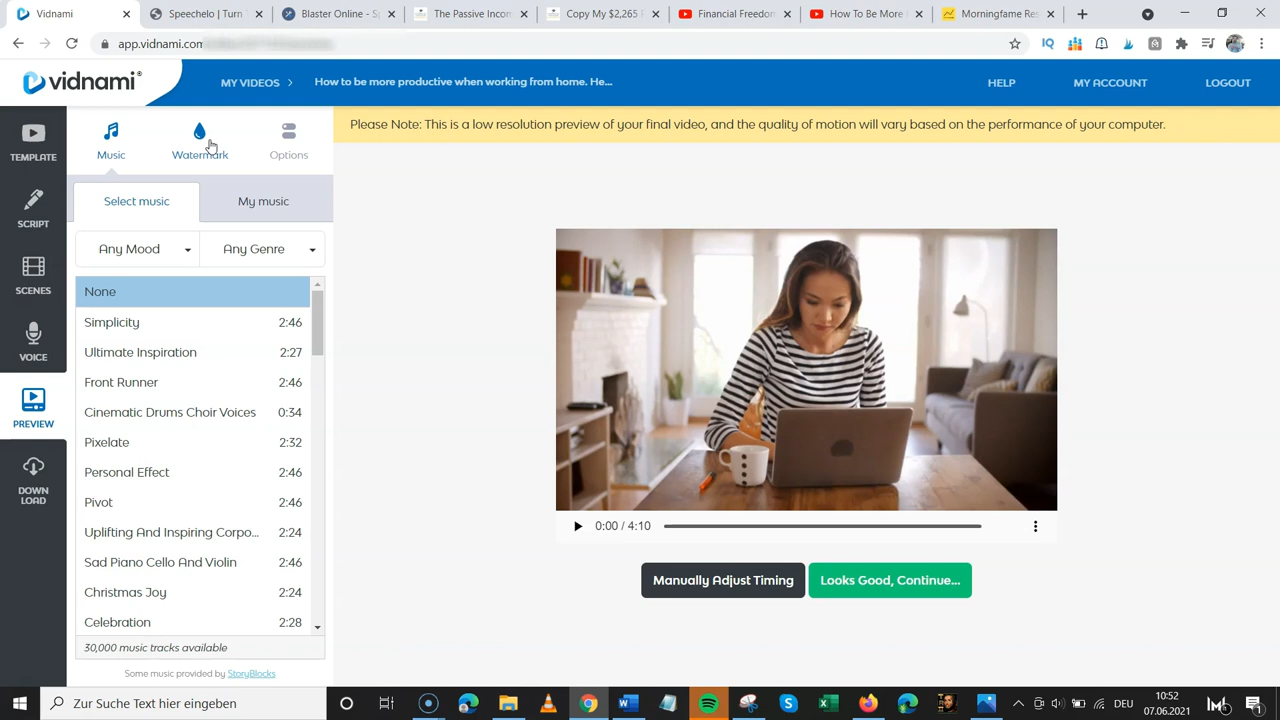 Vidnami
Speechelo | Turn
Blaster Online - Sp
The Passive Incom
Copy My $2,265 F
Financial Freedom
How To Be More
Morningfame Res
app.vidnami.com
vidnami®
MY VIDEOS >
How to be more productive when working from home. He...
HELP
MY ACCOUNT
LOGOUT
TEMPLATE
SCRIPT
SCENES
VOICE
PREVIEW
DOWN
LOAD
Music
Watermark
Options
Please Note: This is a low resolution preview of your final video, and the quality of motion will vary based on the performance of your computer.
Select music
My music
Any Mood
Any Genre
None
Simplicity 2:46
Ultimate Inspiration 2:27
Front Runner 2:46
Cinematic Drums Choir Voices 0:34
Pixelate 2:32
Personal Effect 2:46
Pivot 2:46
Uplifting And Inspiring Corpo... 2:24
Sad Piano Cello And Violin 2:46
Christmas Joy 2:24
Celebration 2:28
30,000 music tracks available
Some music provided by StoryBlocks
0:00 / 4:10
Manually Adjust Timing
Looks Good, Continue...
Zur Suche Text hier eingeben
DEU
10:52
07.06.2021